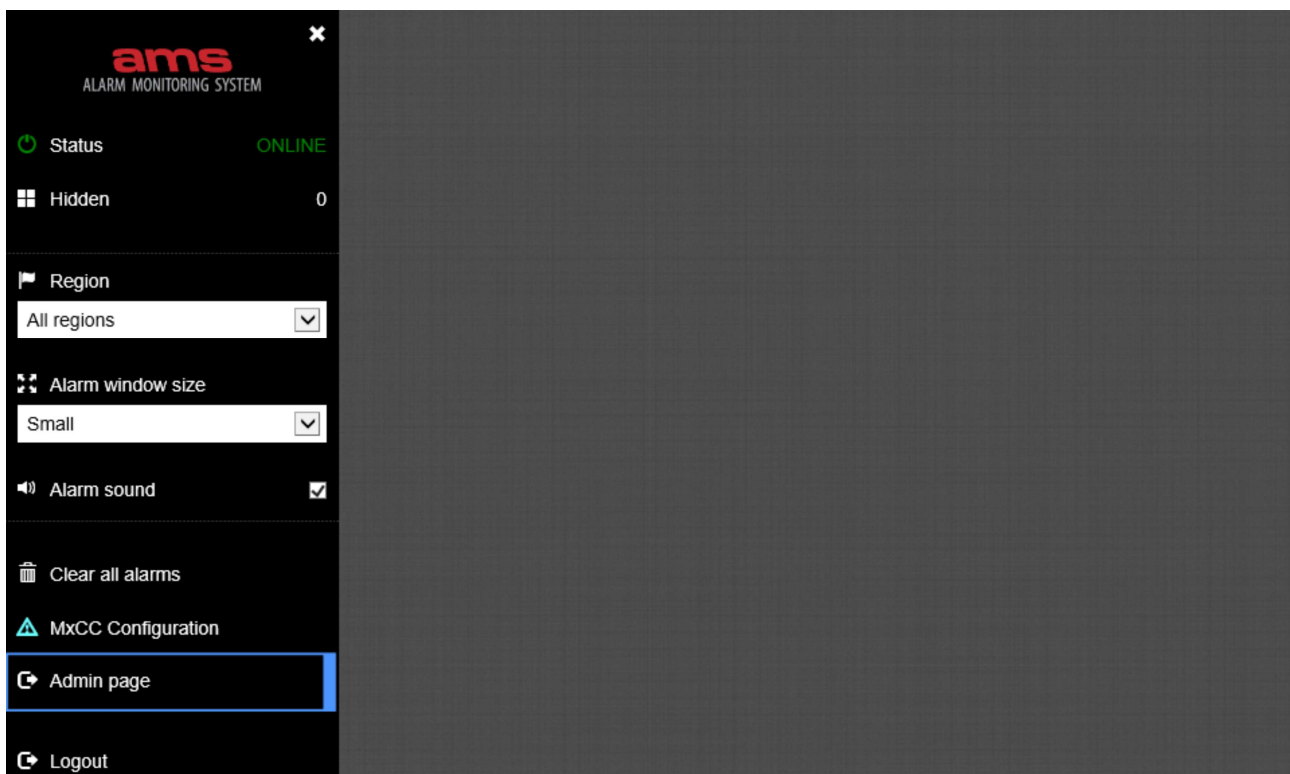 ams
ALARM MONITORING SYSTEM
Status ONLINE
Hidden 0
Region
All regions
Alarm window size
Small
Alarm sound
Clear all alarms
MxCC Configuration
Admin page
Logout